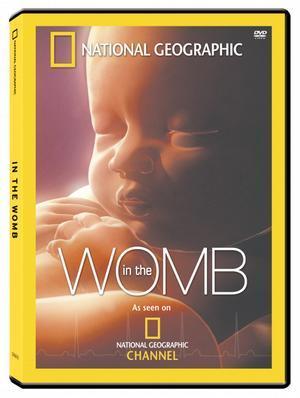 NATIONAL GEOGRAPHIC
DVD
in the
WOMB
As seen on
NATIONAL GEOGRAPHIC
CHANNEL
IN THE WOMB